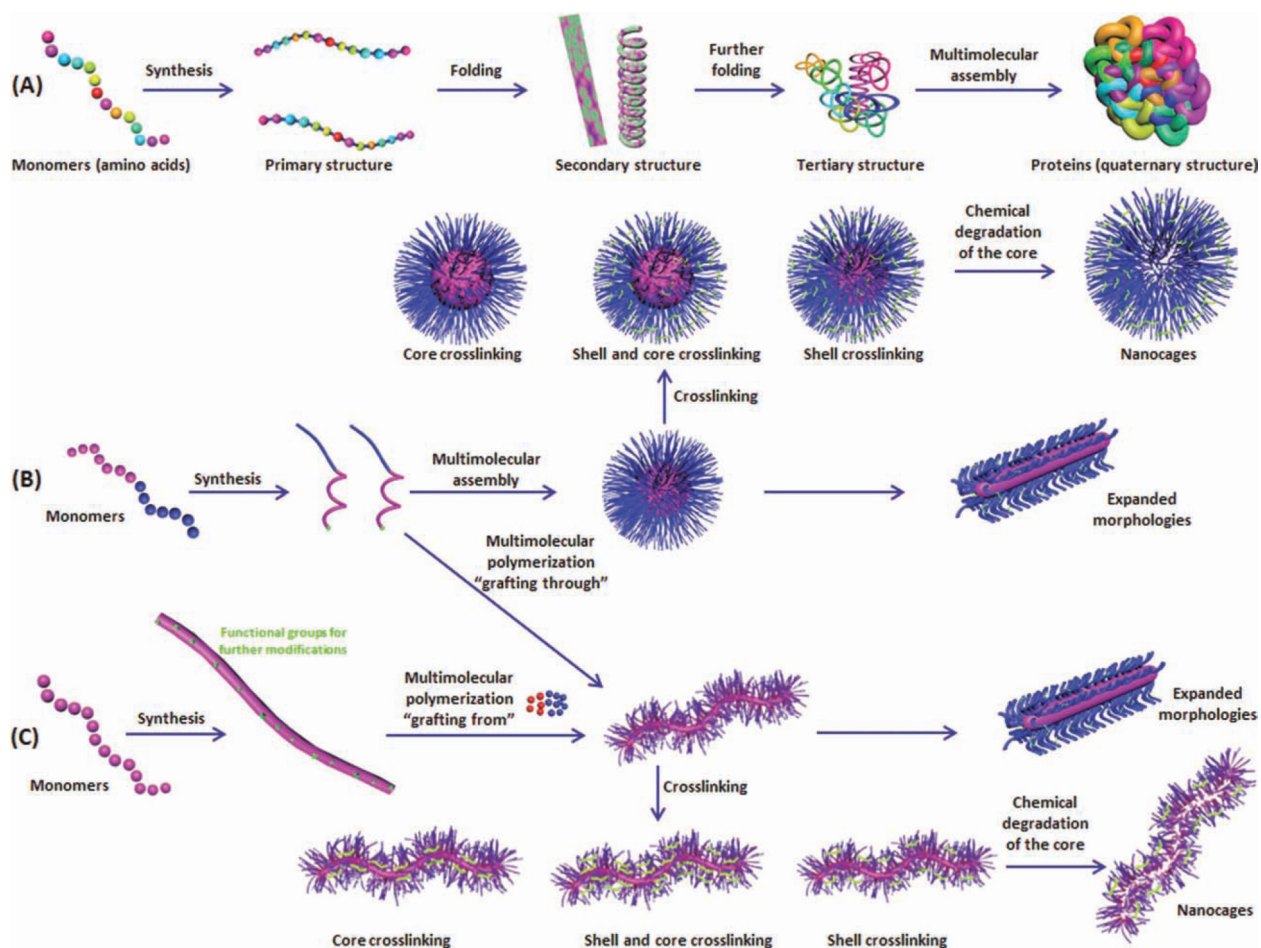 (A)
Synthesis
Folding
Further
folding
Multimolecular
assembly
Monomers (amino acids)
Primary structure
Secondary structure
Tertiary structure
Proteins (quaternary structure)
Chemical
degradation
of the core
Core crosslinking
Shell and core crosslinking
Shell crosslinking
Nanocages
Crosslinking
(B)
Monomers
Synthesis
Multimolecular
assembly
Expanded
morphologies
Multimolecular
polymerization
“grafting through”
(C)
Monomers
Synthesis
Functional groups for
further modifications
Multimolecular
polymerization
“grafting from”
Expanded
morphologies
Crosslinking
Chemical
degradation
of the core
Core crosslinking
Shell and core crosslinking
Shell crosslinking
Nanocages